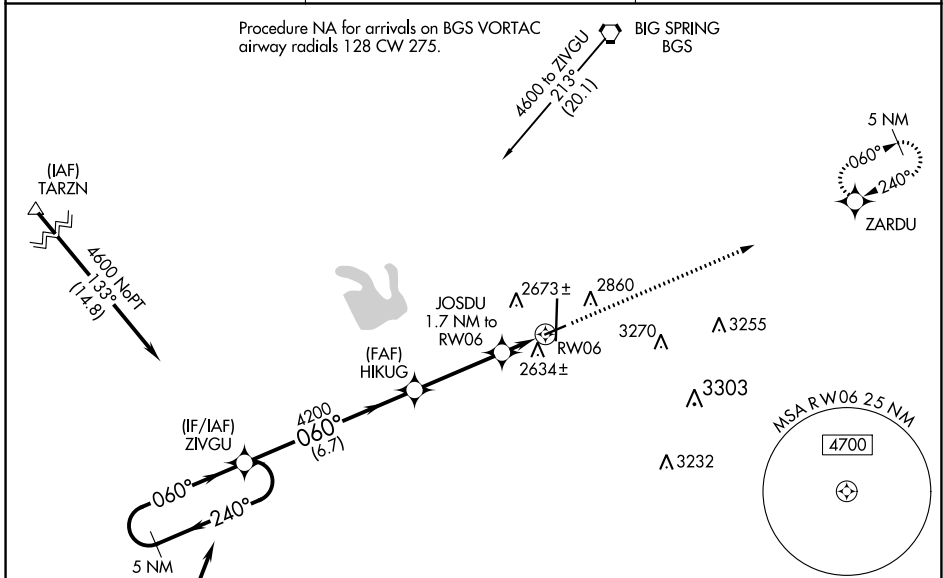 Procedure NA for arrivals on BGS VORTAC
airway radials 128 CW 275.
BIG SPRING
BGS
4600 to ZIVGU
213°
(20.1)
5 NM
060°
240°
ZARDU
(IAF)
TARZN
4600 NoPT
133°
(14.8)
JOSDU
1.7 NM to
RW06
2673±
2860
RW06
2634±
3270
3255
3303
3232
(FAF)
HIKUG
4200
060°
(6.7)
(IF/IAF)
ZIVGU
060°
240°
5 NM
MSA RW06 25 NM
4700